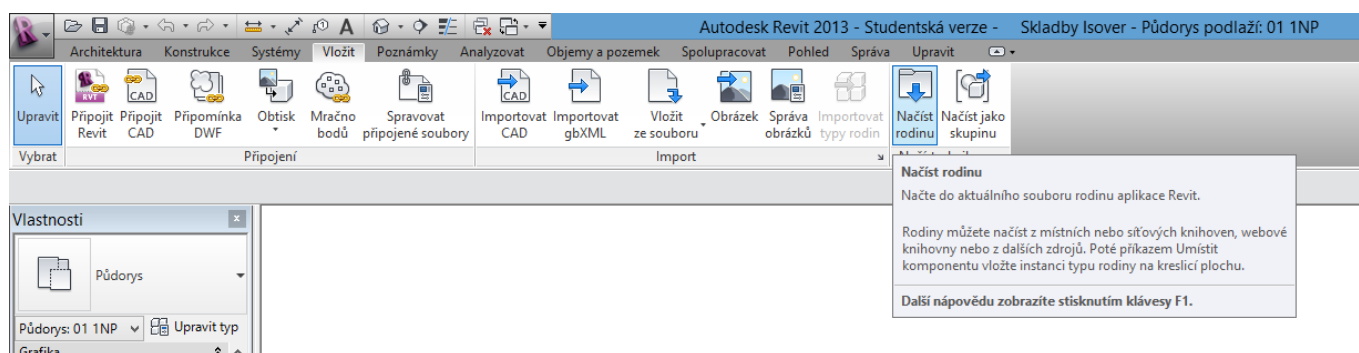 Autodesk Revit 2013 - Studentská verze - Skladby Isover - Půdorys podlaží: 01 1NP
Architektura Konstrukce Systémy Vložit Poznámky Analyzovat Objemy a pozemek Spolupracovat Pohled Správa Upravit
Upravit
Připojit Revit
Připojit CAD
Připomínka DWF
Obtisk
Mračno bodů
Spravovat připojené soubory
Importovat CAD
Importovat gbXML
Vložit ze souboru
Obrázek
Správa obrázků
Importovat typy rodin
Načíst rodinu
Načíst jako skupinu
Vybrat Připojení Import
Načíst rodinu
Načte do aktuálního souboru rodinu aplikace Revit.
Rodiny můžete načíst z místních nebo síťových knihoven, webové
knihovny nebo z dalších zdrojů. Poté příkazem Umístit
komponentu vložte instanci typu rodiny na kreslicí plochu.
Další nápovědu zobrazíte stisknutím klávesy F1.
Vlastnosti
Půdorys
Půdorys: 01 1NP Upravit typ
Grafika